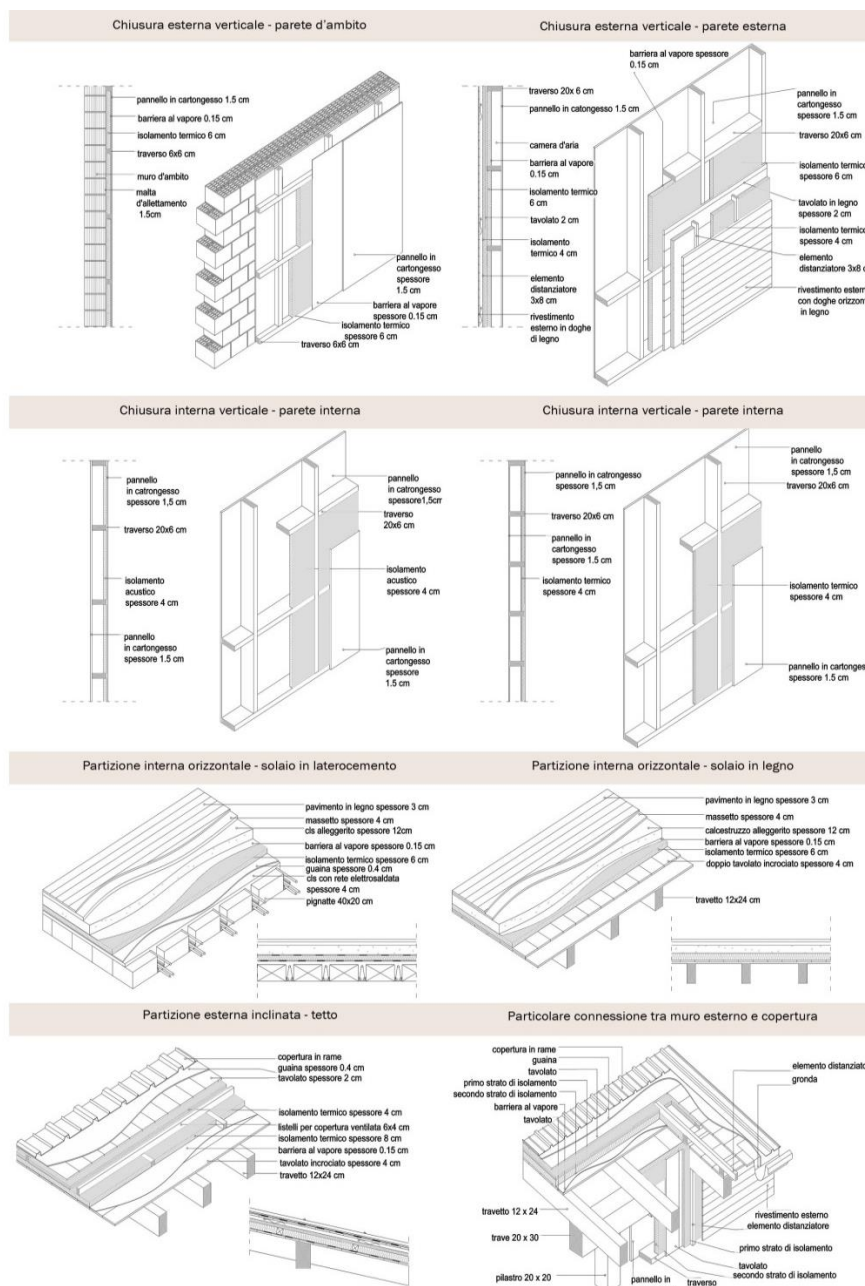 Chiusura esterna verticale - parete d'ambito
pannello in cartongesso 1.5 cm
barriera al vapore 0.15 cm
isolamento termico 6 cm
traverso 6x6 cm
muro d'ambito
malta
d'allettamento
1.5cm
pannello in
cartongesso
spessore
1.5 cm
barriera al vapore
spessore 0.15 cm
isolamento termico
spessore 6 cm
traverso 6x6 cm
Chiusura esterna verticale - parete esterna
traverso 20x 6 cm
pannello in catongesso 1.5 cm
camera d'aria
barriera al vapore
0.15 cm
isolamento termico
6 cm
tavolato 2 cm
isolamento
termico 4 cm
elemento
distanziatore
3x8 cm
rivestimento
esterno in doghe
di legno
barriera al vapore spessore
0.15 cm
pannello in
cartongesso
spessore 1.5 cm
traverso 20x6 cm
isolamento termico
spessore 6 cm
tavolato in legno
spessore 2 cm
isolamento termico
spessore 4 cm
elemento
distanziatore 3x8 c
rivestimento estern
con doghe orizzont
in legno
Chiusura interna verticale - parete interna
pannello
in catrongesso
spessore 1,5 cm
traverso 20x6 cm
isolamento
acustico
spessore 4 cm
pannello
in cartongesso
spessore 1.5 cm
pannello
in catrongesso
spessore1,5cm
traverso
20x6 cm
isolamento
acustico
spessore 4 cm
pannello in
cartongesso
spessore
1.5 cm
Chiusura interna verticale - parete interna
pannello in catrongesso
spessore 1,5 cm
traverso 20x6 cm
pannello in
cartongesso
spessore 1.5 cm
isolamento termico
spessore 4 cm
pannello
in catrongesso
spessore 1,5 cm
traverso 20x6 cm
isolamento termico
spessore 4 cm
pannello in cartonges
spessore 1.5 cm
Partizione interna orizzontale - solaio in laterocemento
pavimento in legno spessore 3 cm
massetto spessore 4 cm
cls alleggerito spessore 12cm
barriera al vapore spessore 0.15 cm
isolamento termico spessore 6 cm
guaina spessore 0.4 cm
cls con rete elettrosaldata
spessore 4 cm
pignatte 40x20 cm
Partizione interna orizzontale - solaio in legno
pavimento in legno spessore 3 cm
massetto spessore 4 cm
calcestruzzo alleggerito spessore 12 cm
barriera al vapore spessore 0.15 cm
isolamento termico spessore 6 cm
doppio tavolato incrociato spessore 4 cm
travetto 12x24 cm
Partizione esterna inclinata - tetto
copertura in rame
guaina spessore 0.4 cm
tavolato spessore 2 cm
isolamento termico spessore 4 cm
listelli per copertura ventilata 6x4 cm
isolamento termico spessore 8 cm
barriera al vapore spessore 0.15 cm
tavolato incrociato spessore 4 cm
travetto 12x24 cm
Particolare connessione tra muro esterno e copertura
copertura in rame
guaina
tavolato
primo strato di isolamento
secondo strato di isolamento
barriera al vapore
tavolato
elemento distanziato
gronda
travetto 12 x 24
trave 20 x 30
pilastro 20 x 20
pannello in
traverso
rivestimento esterno
elemento distanziatore
primo strato di isolamento
tavolato
secondo strato di isolamento